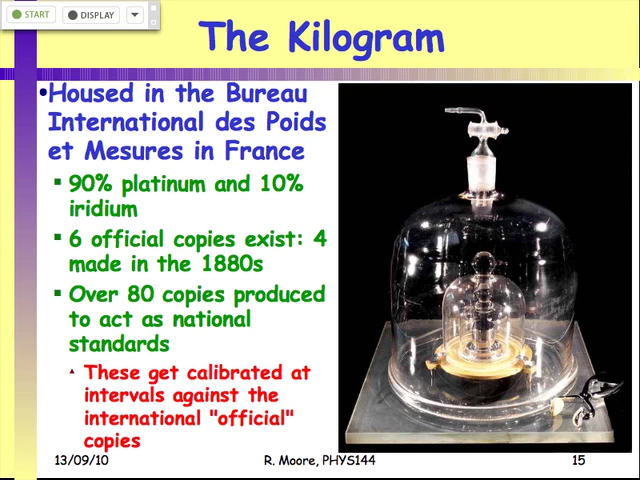 START
DISPLAY
The Kilogram
•Housed in the Bureau
International des Poids
et Mesures in France
▪ 90% platinum and 10%
iridium
▪ 6 official copies exist: 4
made in the 1880s
▪ Over 80 copies produced
to act as national
standards
▴ These get calibrated at
intervals against the
international "official"
copies
13/09/10
R. Moore, PHYS144
15